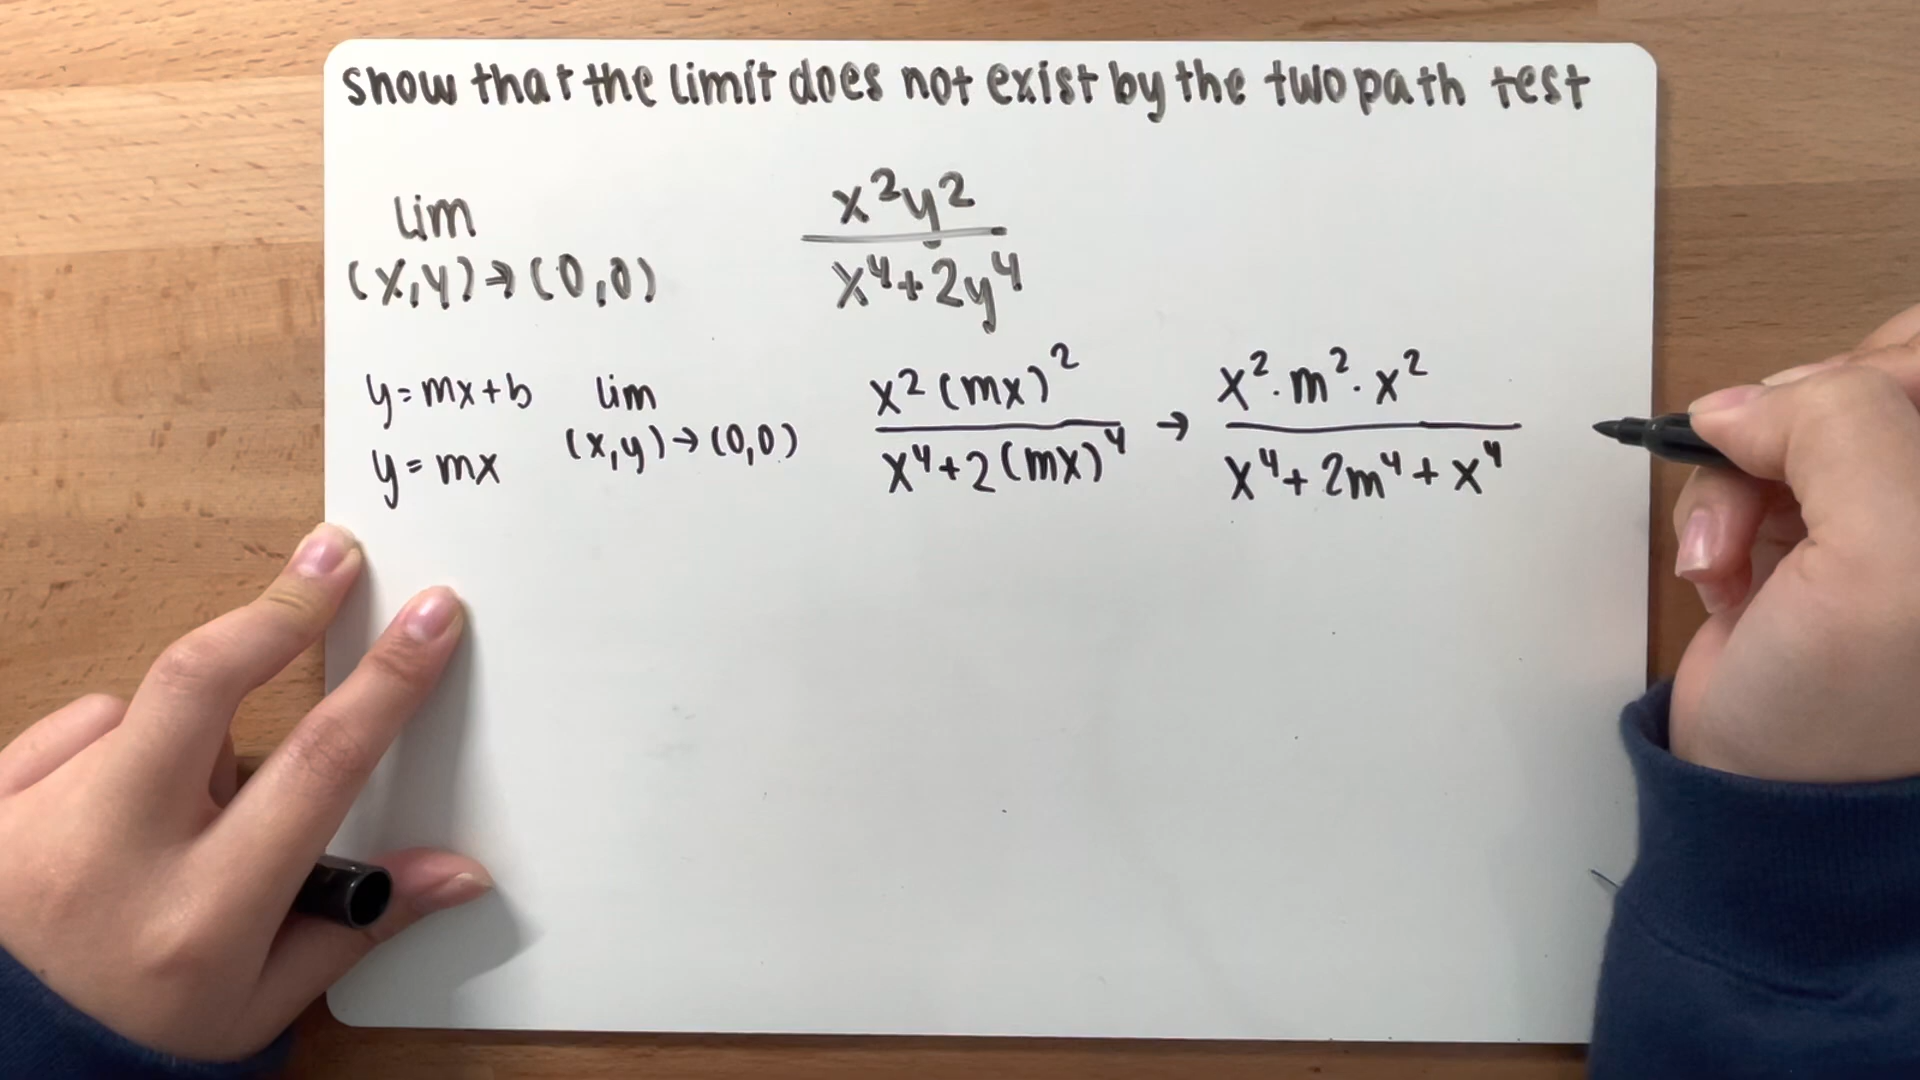 show that the limit does not exist by the two path test
lim
(x,y)→(0,0)
x²y²
x⁴+2y⁴
y=mx+b
y=mx
lim
(x,y)→(0,0)
x²(mx)²
x⁴+2(mx)⁴
→
x²·m²·x²
x⁴+2m⁴+x⁴